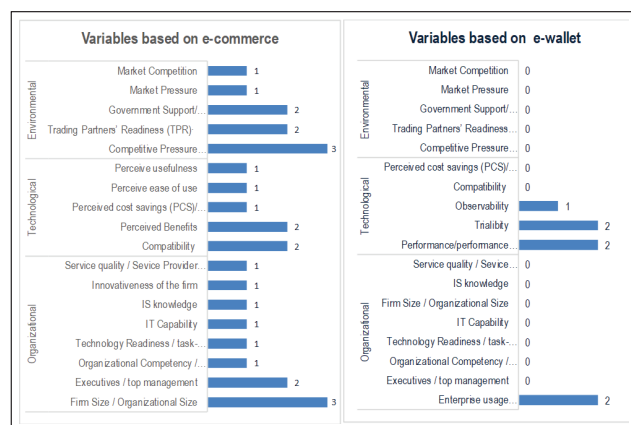 Variables based on e-commerce
Environmental
Market Competition 1
Market Pressure 1
Government Support/... 2
Trading Partners' Readiness (TPR)· 2
Competitive Pressure 3
Technological
Perceive usefulness 1
Perceive ease of use 1
Perceived cost savings (PCS)/... 1
Perceived Benefits 2
Compatibility 2
Organizational
Service quality / Sevice Provider... 1
Innovativeness of the firm 1
IS knowledge 1
IT Capability 1
Technology Readiness / task-... 1
Organizational Competency /... 1
Executives / top management 2
Firm Size / Organizational Size 3
Variables based on e-wallet
Environmental
Market Competition 0
Market Pressure 0
Government Support/... 0
Trading Partners' Readiness... 0
Competitive Pressure... 0
Technological
Perceived cost savings (PCS)/... 0
Compatibility 0
Observability 1
Trialibity 2
Performance/performance... 2
Organizational
Service quality / Sevice... 0
IS knowledge 0
Firm Size / Organizational Size 0
IT Capability 0
Technology Readiness / task-... 0
Organizational Competency /... 0
Executives / top management 0
Enterprise usage... 2